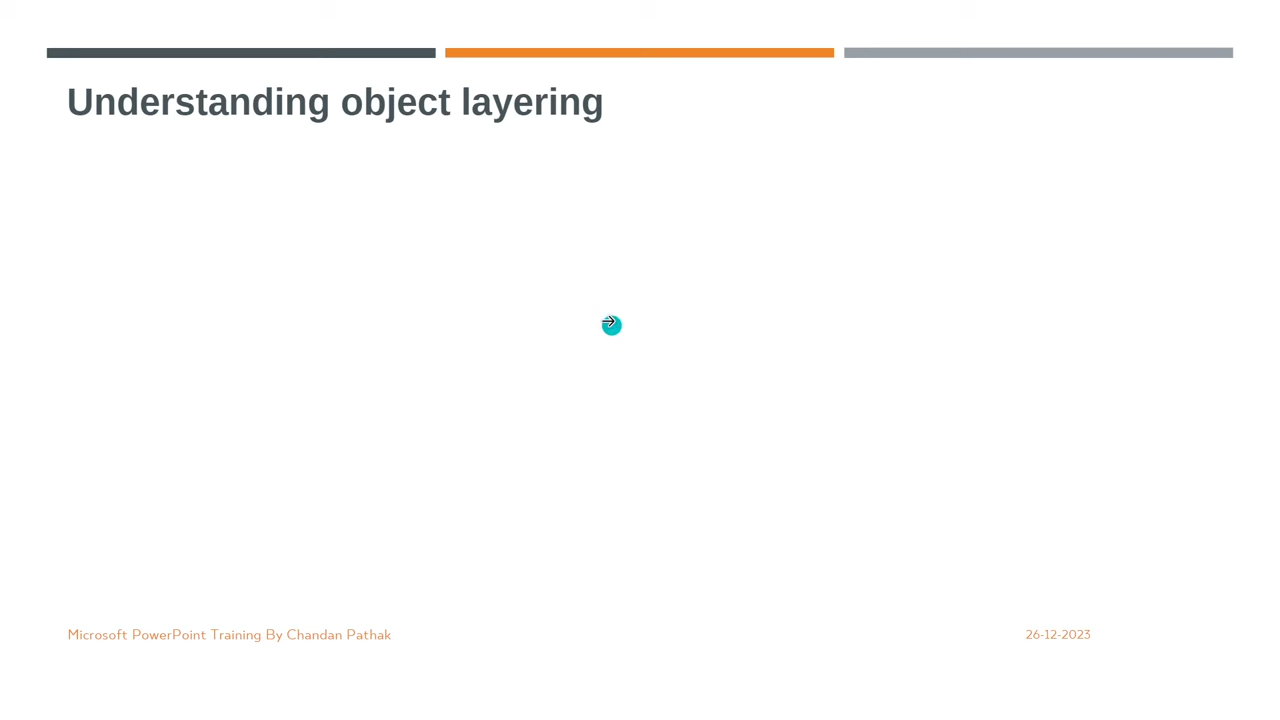 Understanding object layering
Microsoft PowerPoint Training By Chandan Pathak
26-12-2023